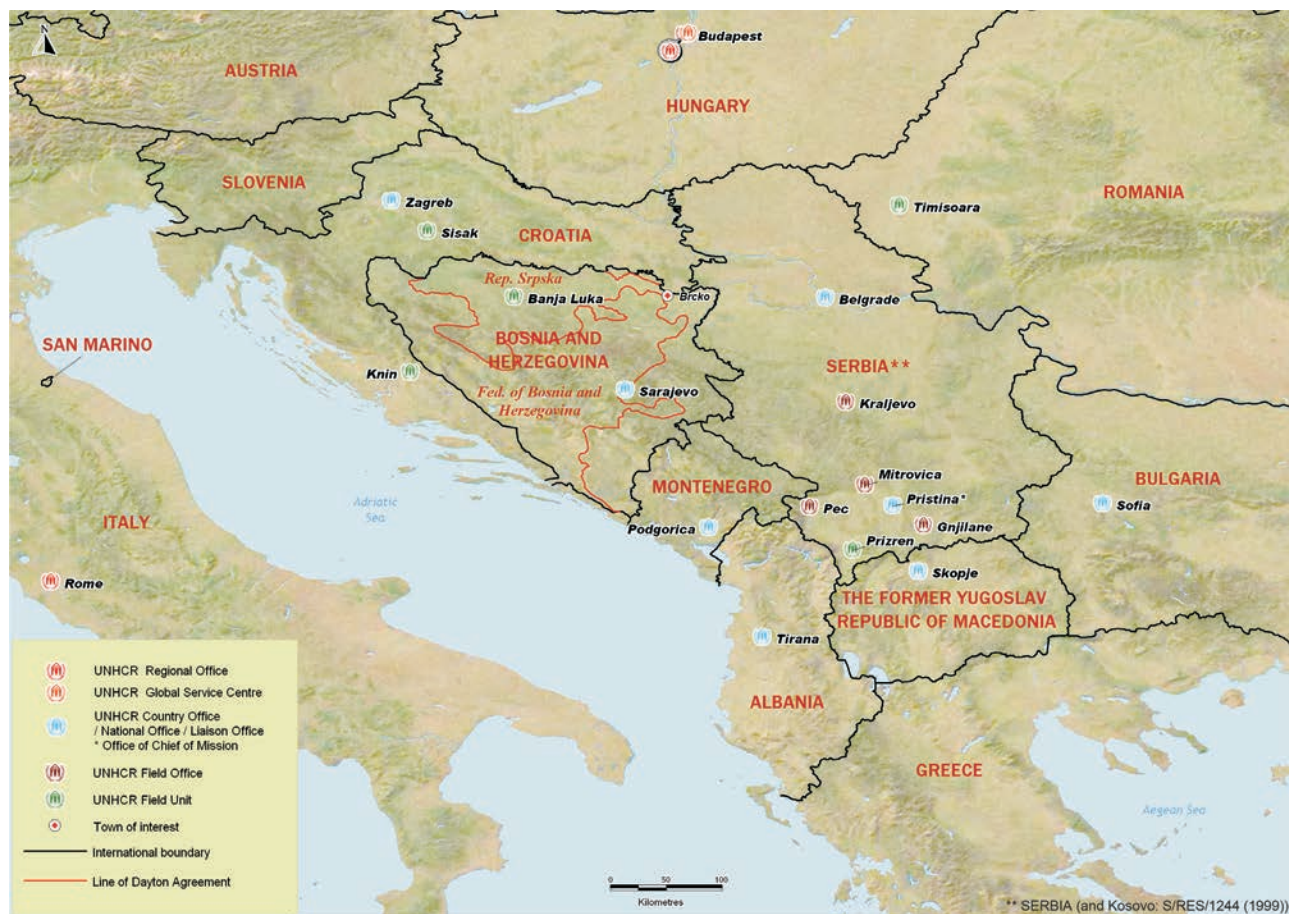 N
Budapest
AUSTRIA
HUNGARY
SLOVENIA
ROMANIA
Zagreb
Timisoara
Sisak
CROATIA
Rep. Srpska
Banja Luka
Brcko
Belgrade
SAN MARINO
BOSNIA AND
HERZEGOVINA
SERBIA**
Knin
Fed. of Bosnia and
Herzegovina
Sarajevo
Kraljevo
Mitrovica
BULGARIA
MONTENEGRO
Adriatic
Sea
Pec
Pristina*
Sofia
ITALY
Podgorica
Gnjilane
Prizren
Rome
Skopje
THE FORMER YUGOSLAV
REPUBLIC OF MACEDONIA
Tirana
ALBANIA
GREECE
Aegean Sea
UNHCR Regional Office
UNHCR Global Service Centre
UNHCR Country Office
/ National Office / Liaison Office
* Office of Chief of Mission
UNHCR Field Office
UNHCR Field Unit
Town of interest
International boundary
Line of Dayton Agreement
0 50 100
Kilometres
** SERBIA (and Kosovo: S/RES/1244 (1999))